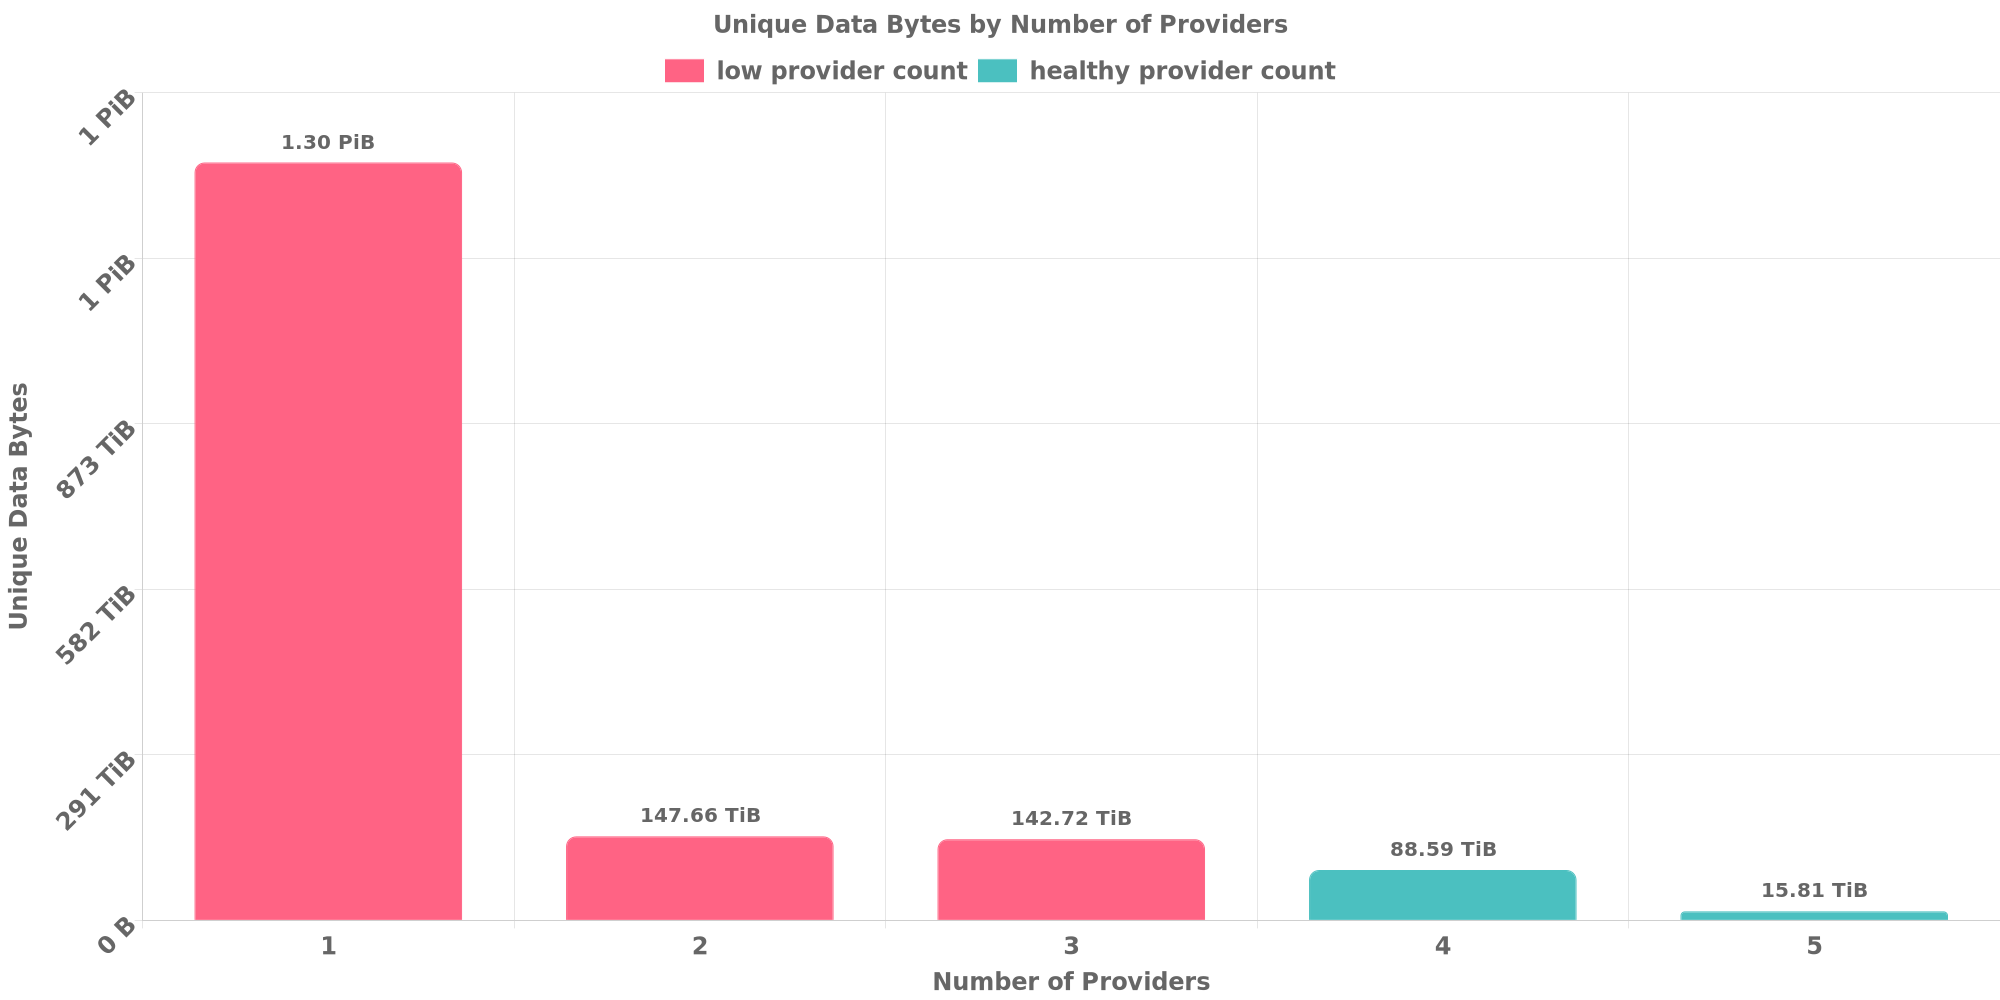 Unique Data Bytes by Number of Providers
low provider count healthy provider count
1 PiB
1 PiB
873 TiB
582 TiB
291 TiB
0 B
Unique Data Bytes
1.30 PiB
147.66 TiB
142.72 TiB
88.59 TiB
15.81 TiB
1 2 3 4 5
Number of Providers